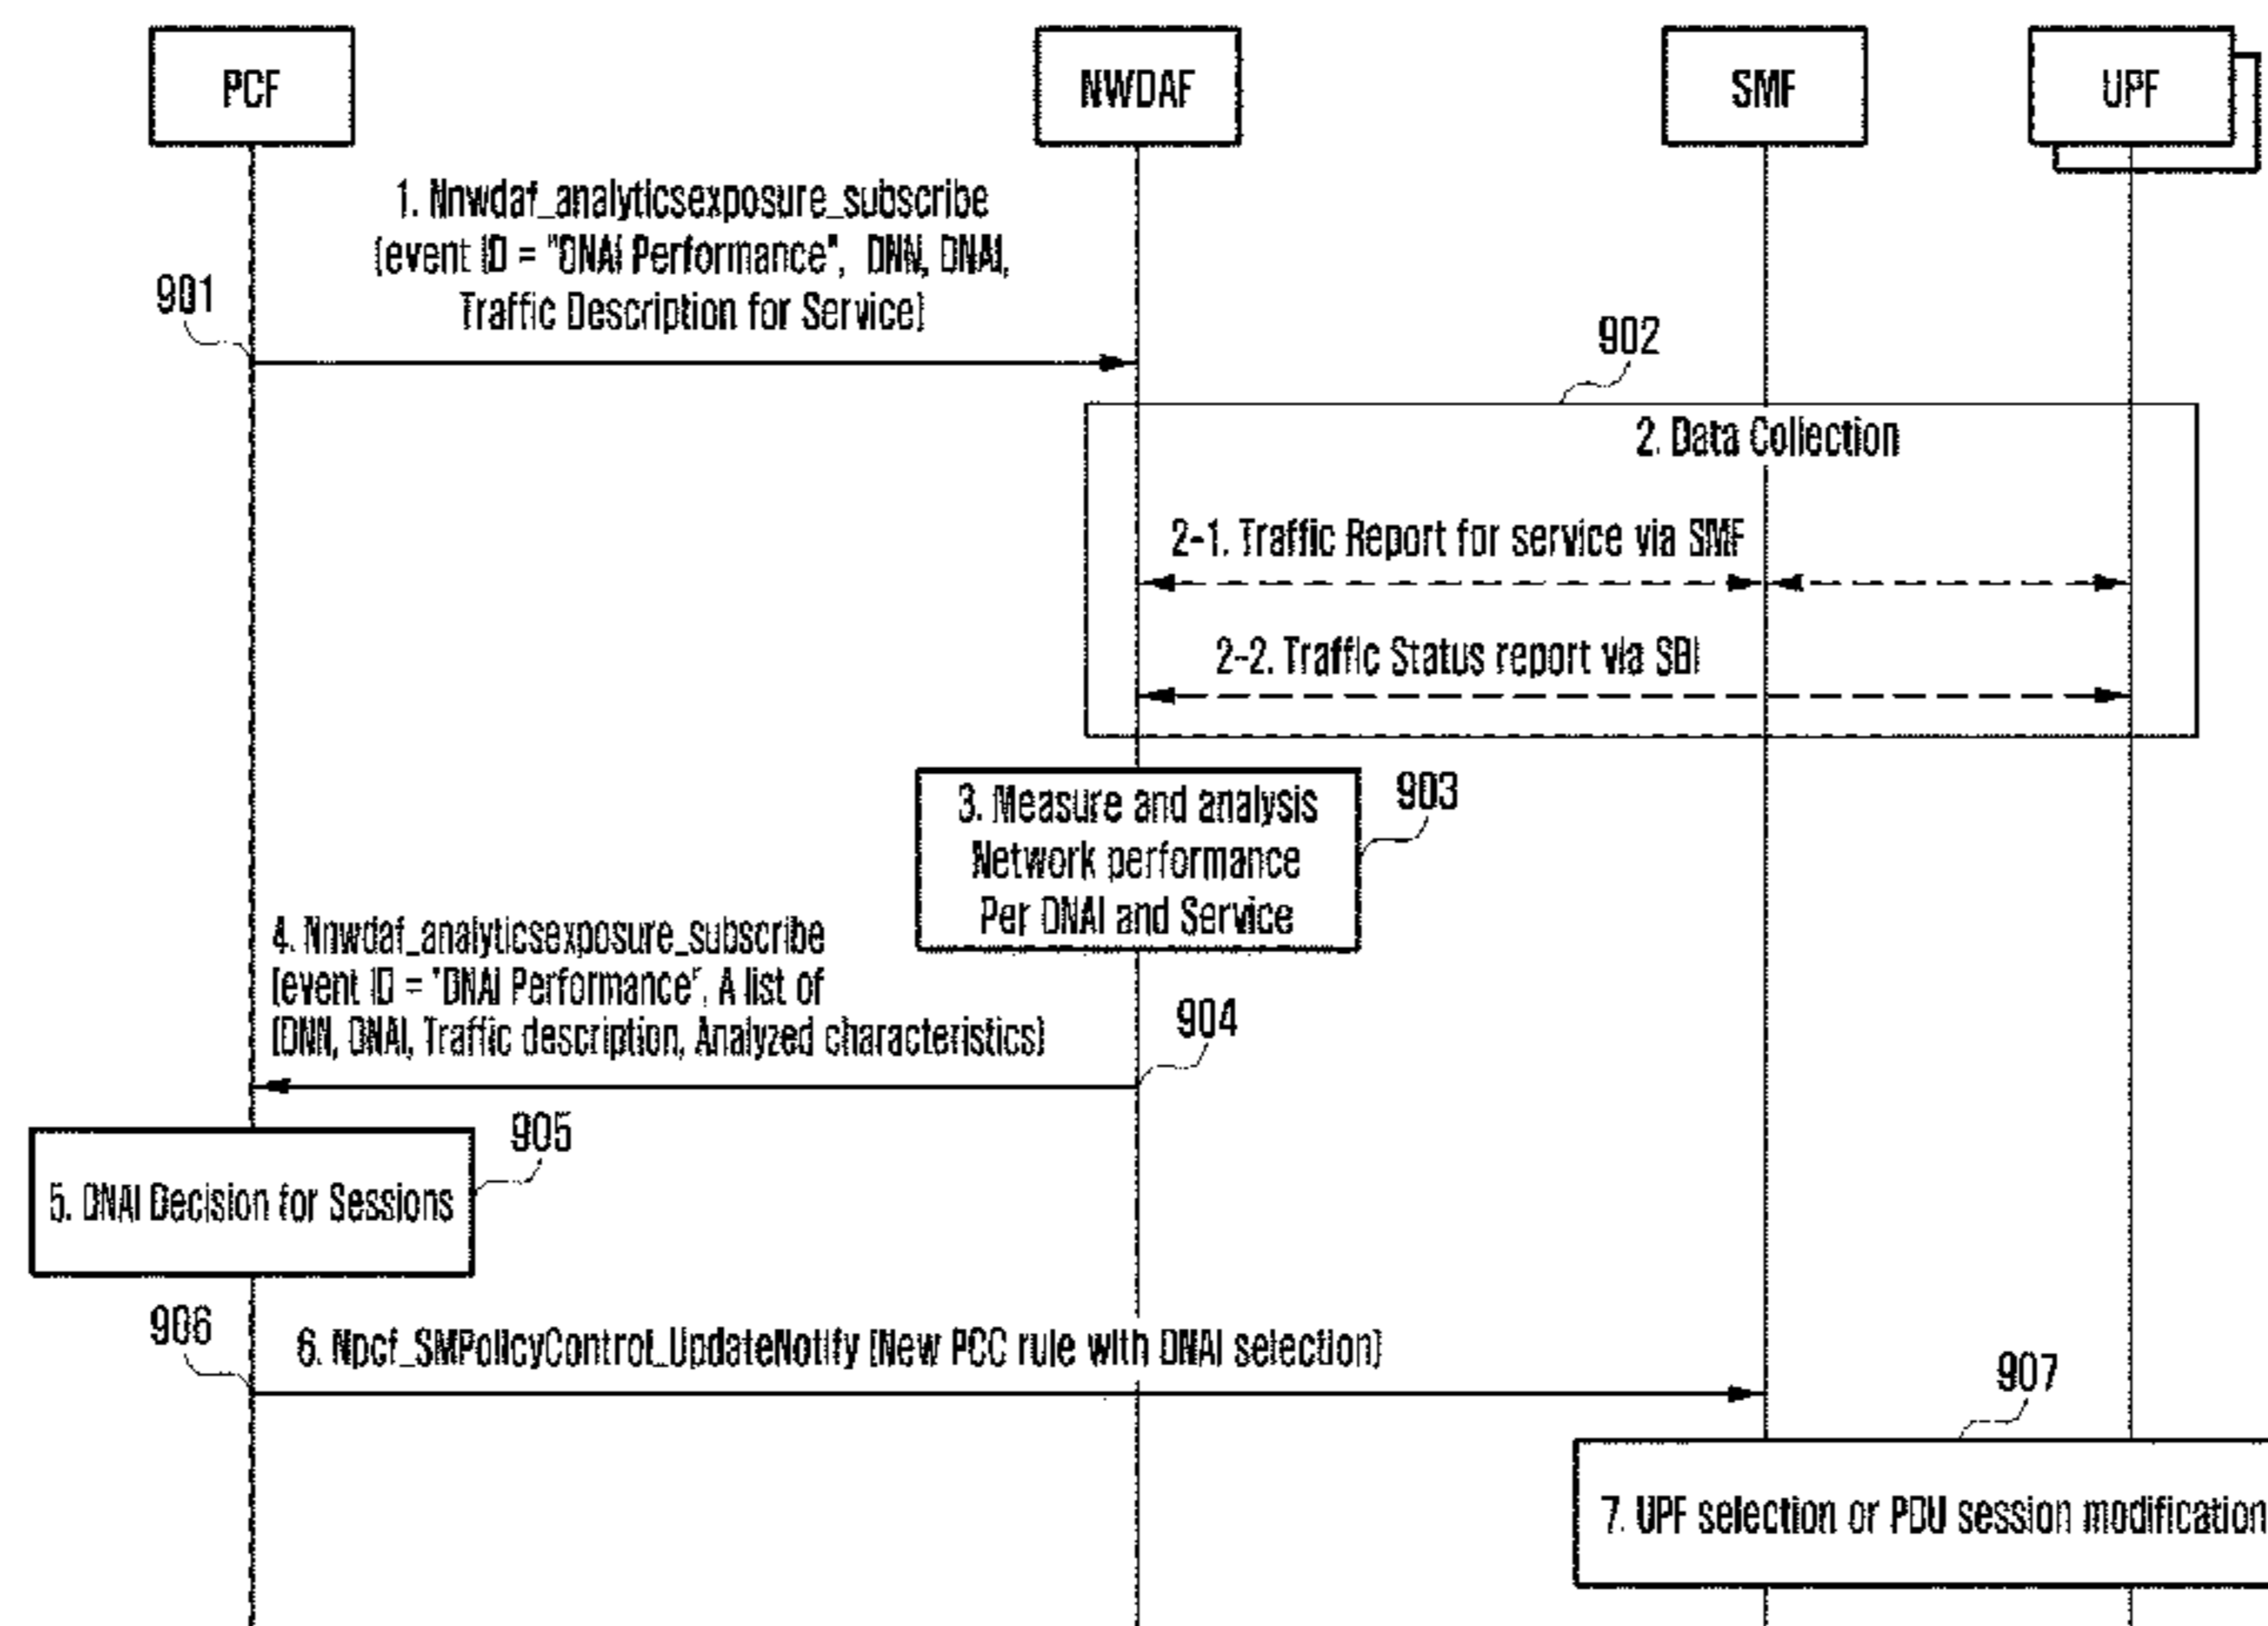 PCF
NWDAF
SMF
UPF
1. Nnwdaf_analyticsexposure_subscribe
(event ID = "DNAI Performance", DNN, DNAI,
Traffic Description for Service)
901
902
2. Data Collection
2-1. Traffic Report for service via SMF
2-2. Traffic Status report via SBI
3. Measure and analysis
Network performance
Per DNAI and Service
903
4. Nnwdaf_analyticsexposure_subscribe
(event ID = "DNAI Performance", A list of
(DNN, DNAI, Traffic description, Analyzed characteristics)
904
905
5. DNAI Decision for Sessions
906
6. Npcf_SMPolicyControl_UpdateNotify (New PCC rule with DNAI selection)
907
7. UPF selection or PDU session modification